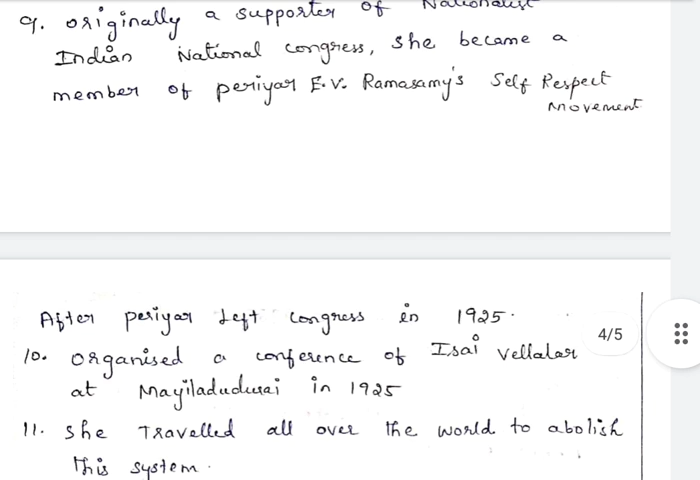 9. originally a supporter of Nationalist
Indian National congress, she became a
member of periyar E.V. Ramasamy's Self Respect
movement
After periyar Left congress in 1925.
10. organised a conference of Isai vellalar
at Mayiladudurai in 1925
11. she Travelled all over the world to abolish
This system.
4/5